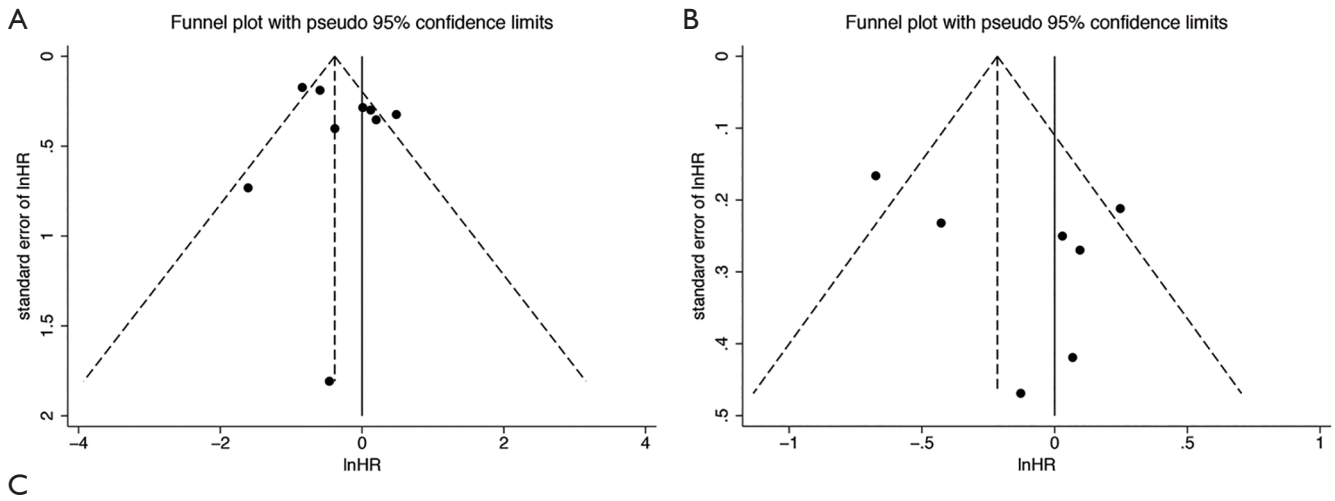 A
Funnel plot with pseudo 95% confidence limits
standard error of lnHR
0
.5
1
1.5
2
−4
−2
0
2
4
lnHR
B
Funnel plot with pseudo 95% confidence limits
standard error of lnHR
0
.1
.2
.3
.4
.5
−1
−.5
0
.5
1
lnHR
C